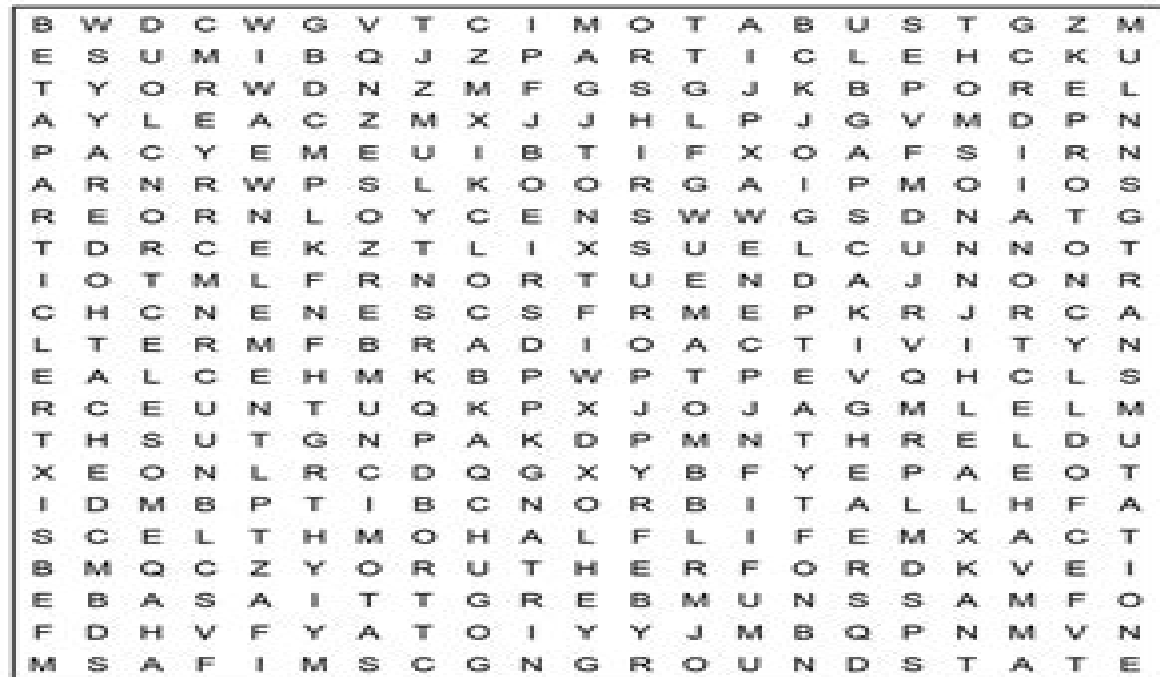 B W D C W G V T C I M O T A B U S T G Z M
E S U M I B Q J Z P A R T I C L E H C K U
T Y O R W D N Z M F G S G J K B P O R E L
A Y L E A C Z M X J J H L P J G V M D P N
P A C Y E M E U I B T I F X O A F S I R N
A R N R W P S L K O O R G A I P M O I O S
R E O R N L O Y C E N S W W G S D N A T G
T D R C E K Z T L I X S U E L C U N N O T
I O T M L F R N O R T U E N D A J N O N R
C H C N E N E S C S F R M E P K R J R C A
L T E R M F B R A D I O A C T I V I T Y N
E A L C E H M K B P W P T P E V Q H C L S
R C E U N T U Q K P X J O J A G M L E L M
T H S U T G N P A K D P M N T H R E L D U
X E O N L R C D Q G X Y B F Y E P A E O T
I D M B P T I B C N O R B I T A L L H F A
S C E L T H M O H A L F L I F E M X A C T
B M Q C Z Y O R U T H E R F O R D K V E I
E B A S A I T T G R E B M U N S S A M F O
F D H V F Y A T O I Y Y J M B Q P N M V N
M S A F I M S C G N G R O U N D S T A T E